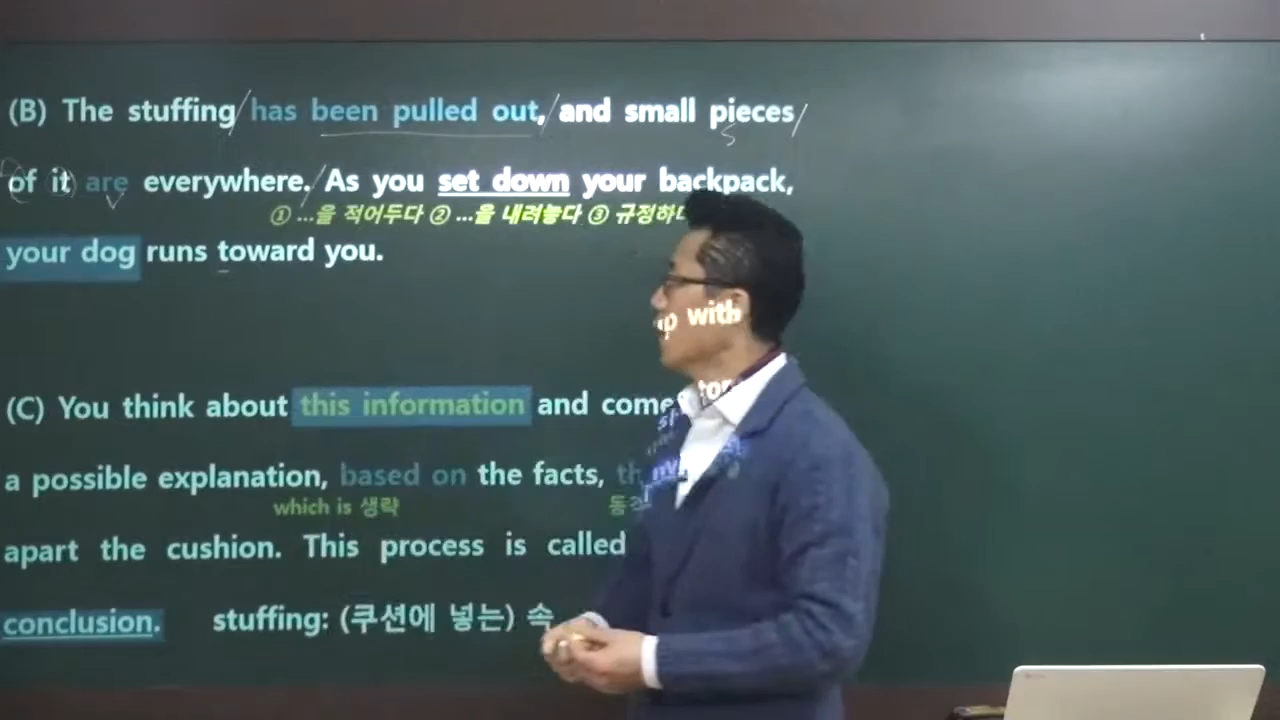 (B) The stuffing has been pulled out, and small pieces
of it are everywhere. As you set down your backpack,
① ...을 적어두다 ② ...을 내려놓다 ③ 규정하다
your dog runs toward you.
up with
(C) You think about this information and come
a possible explanation, based on the facts,
which is 생략
apart the cushion. This process is called
conclusion. stuffing: (쿠션에 넣는) 속